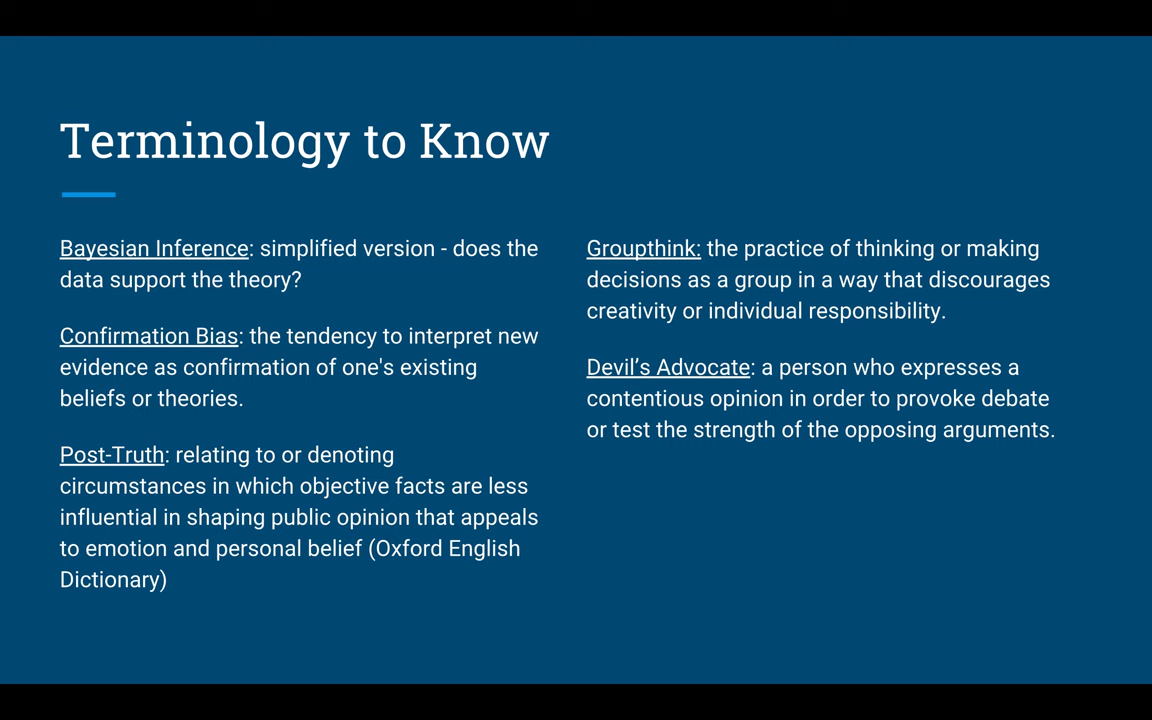 Terminology to Know
Bayesian Inference: simplified version - does the
data support the theory?
Confirmation Bias: the tendency to interpret new
evidence as confirmation of one's existing
beliefs or theories.
Post-Truth: relating to or denoting
circumstances in which objective facts are less
influential in shaping public opinion that appeals
to emotion and personal belief (Oxford English
Dictionary)
Groupthink: the practice of thinking or making
decisions as a group in a way that discourages
creativity or individual responsibility.
Devil’s Advocate: a person who expresses a
contentious opinion in order to provoke debate
or test the strength of the opposing arguments.